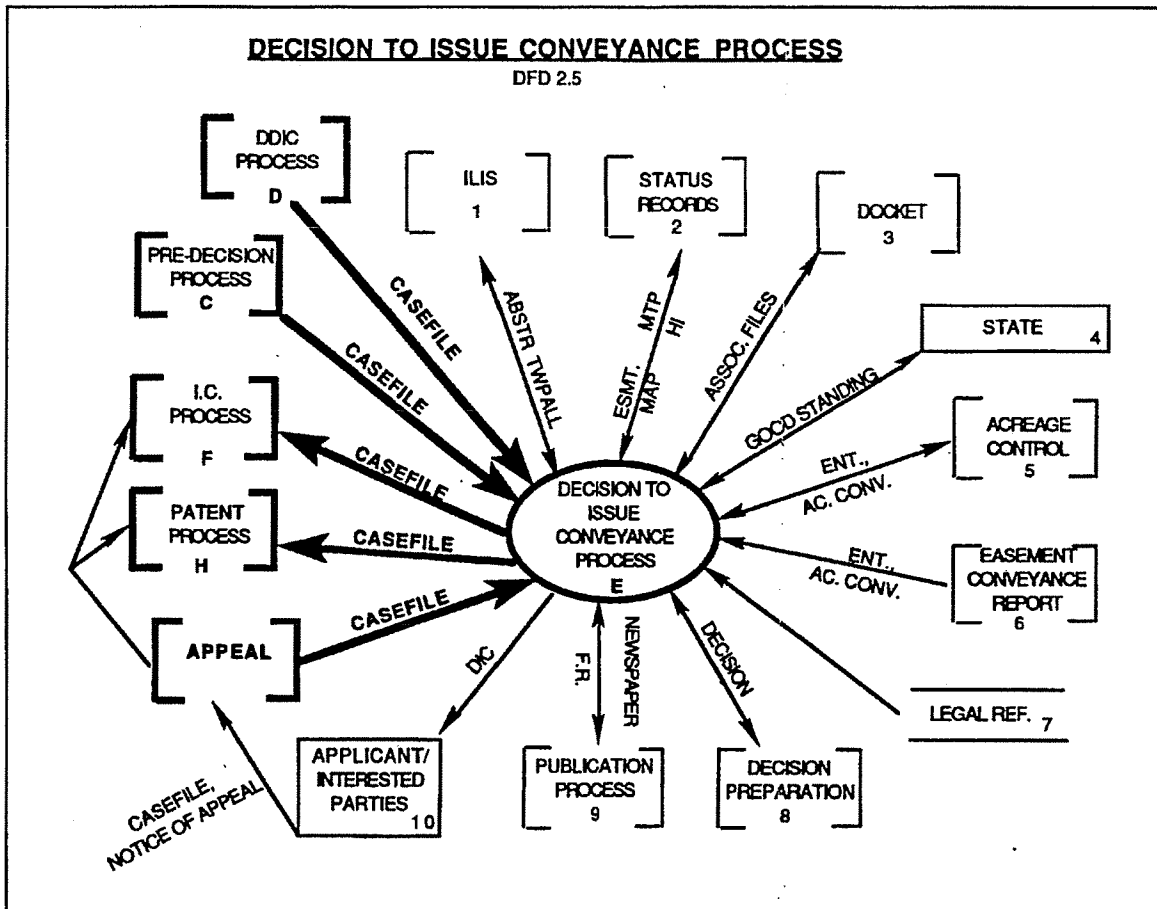 DECISION TO ISSUE CONVEYANCE PROCESS
DFD 2.5
DDIC
PROCESS
D
ILIS
1
STATUS
RECORDS
2
DOCKET
3
PRE-DECISION
PROCESS
C
STATE
4
I.C.
PROCESS
F
ACREAGE
CONTROL
5
PATENT
PROCESS
H
DECISION TO
ISSUE
CONVEYANCE
PROCESS
E
EASEMENT
CONVEYANCE
REPORT
6
APPEAL
LEGAL REF. 7
APPLICANT/
INTERESTED
PARTIES
10
PUBLICATION
PROCESS
9
DECISION
PREPARATION
8
CASEFILE
CASEFILE
CASEFILE
CASEFILE
CASEFILE
ABSTR TWPALL
ESMT. MTP
MAP HI
ASSOC. FILES
GOOD STANDING
ENT.,
AC. CONV.
ENT.,
AC. CONV.
DECISION
NEWSPAPER
F.R.
DIC
CASEFILE,
NOTICE OF APPEAL